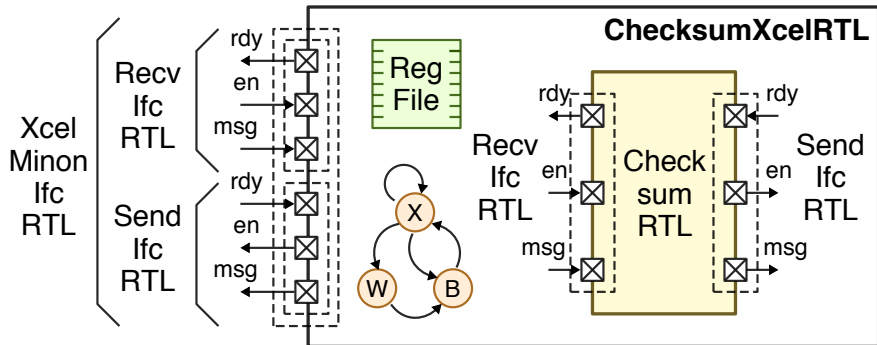 ChecksumXcelRTL
Xcel
Minon
Ifc
RTL
Recv
Ifc
RTL
rdy
en
msg
Send
Ifc
RTL
rdy
en
msg
Reg
File
X
W
B
Recv
Ifc
RTL
rdy
en
msg
Check
sum
RTL
rdy
en
msg
Send
Ifc
RTL